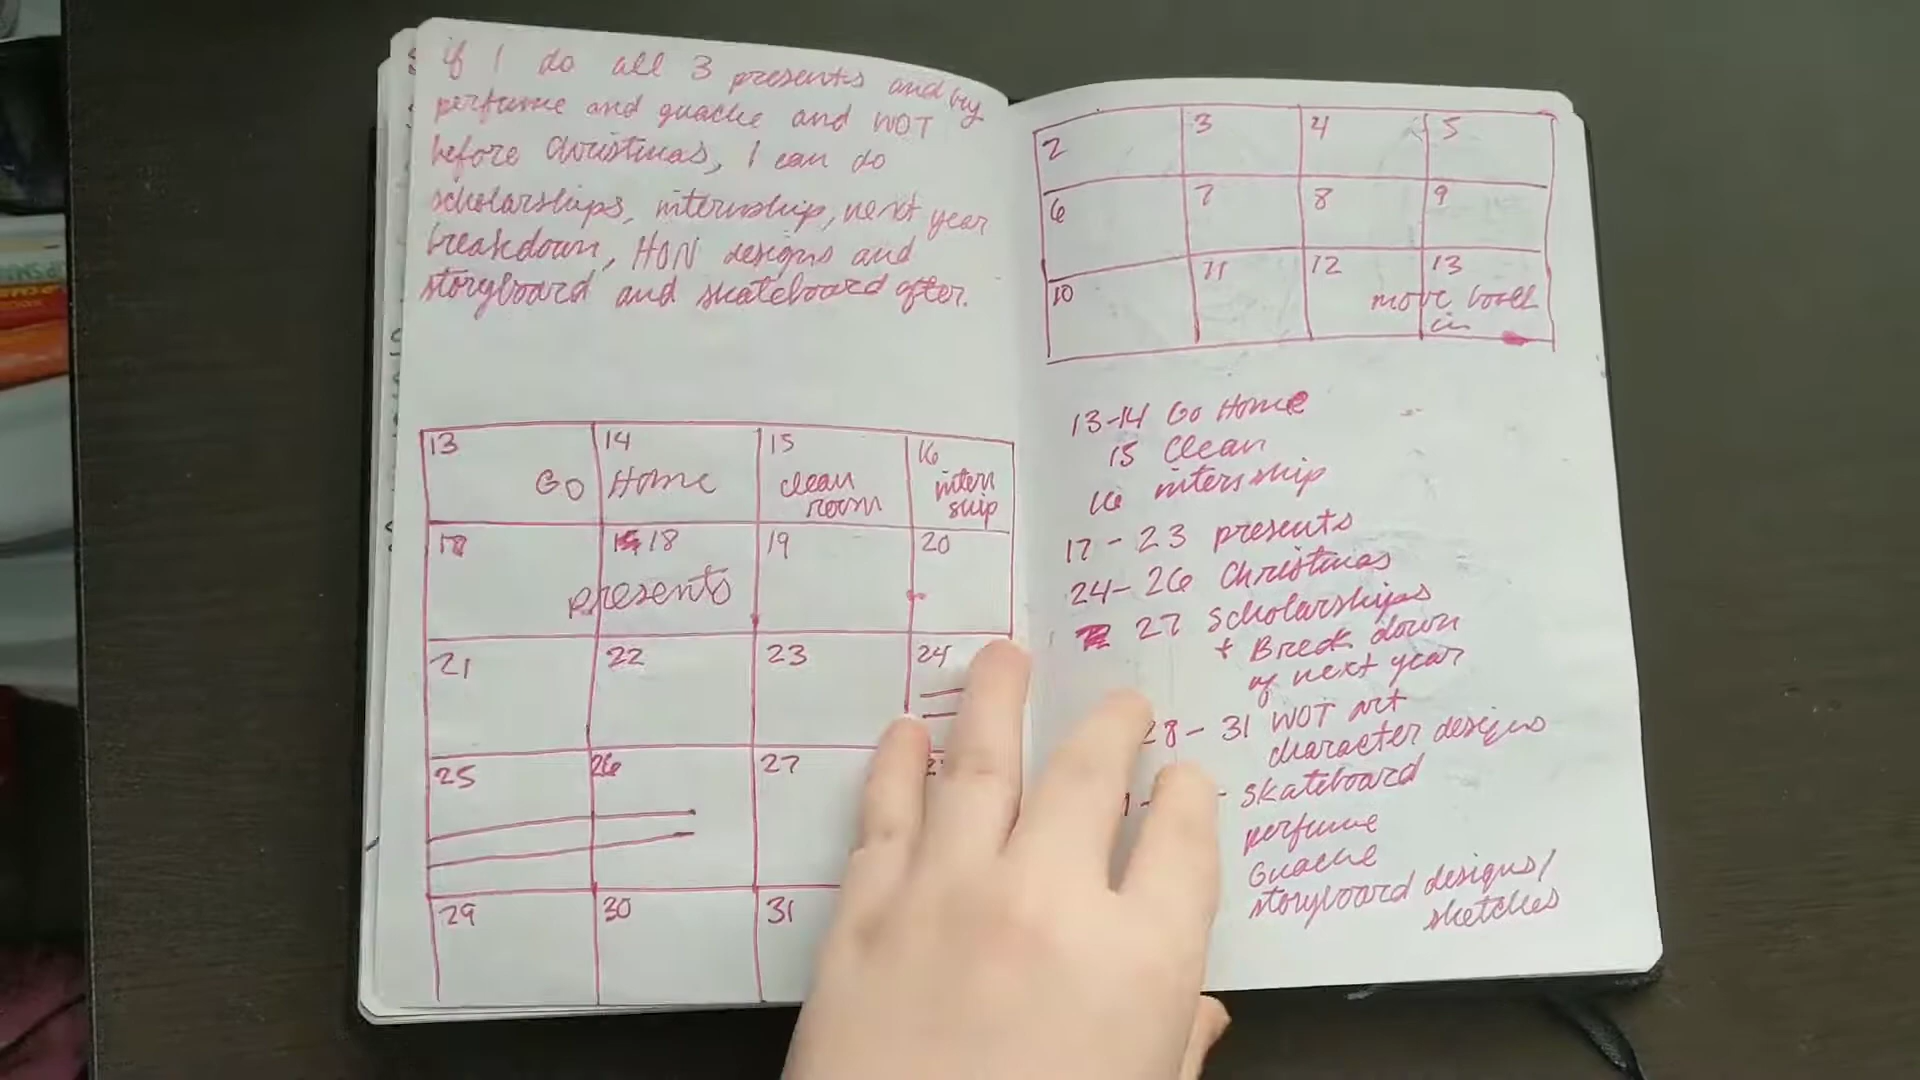 if I do all 3 presents and try
perfume and guache and WOT
before Christmas, I can do
scholarships, internship, next year
breakdown, HON designs and
storyboard and skateboard after.
13 14 15 16
Go Home clean
room intern
ship
17 18 19 20
presents
21 22 23 24
25 26 27
29 30 31
2 3 4 5
6 7 8 9
10 11 12 13
move back
in
13-14 Go Home
15 Clean
16 internship
17-23 presents
24-26 Christmas
27 scholarships
+ Break down
of next year
28-31 WOT art
character designs
skateboard
perfume
Guache
storyboard designs/
sketches